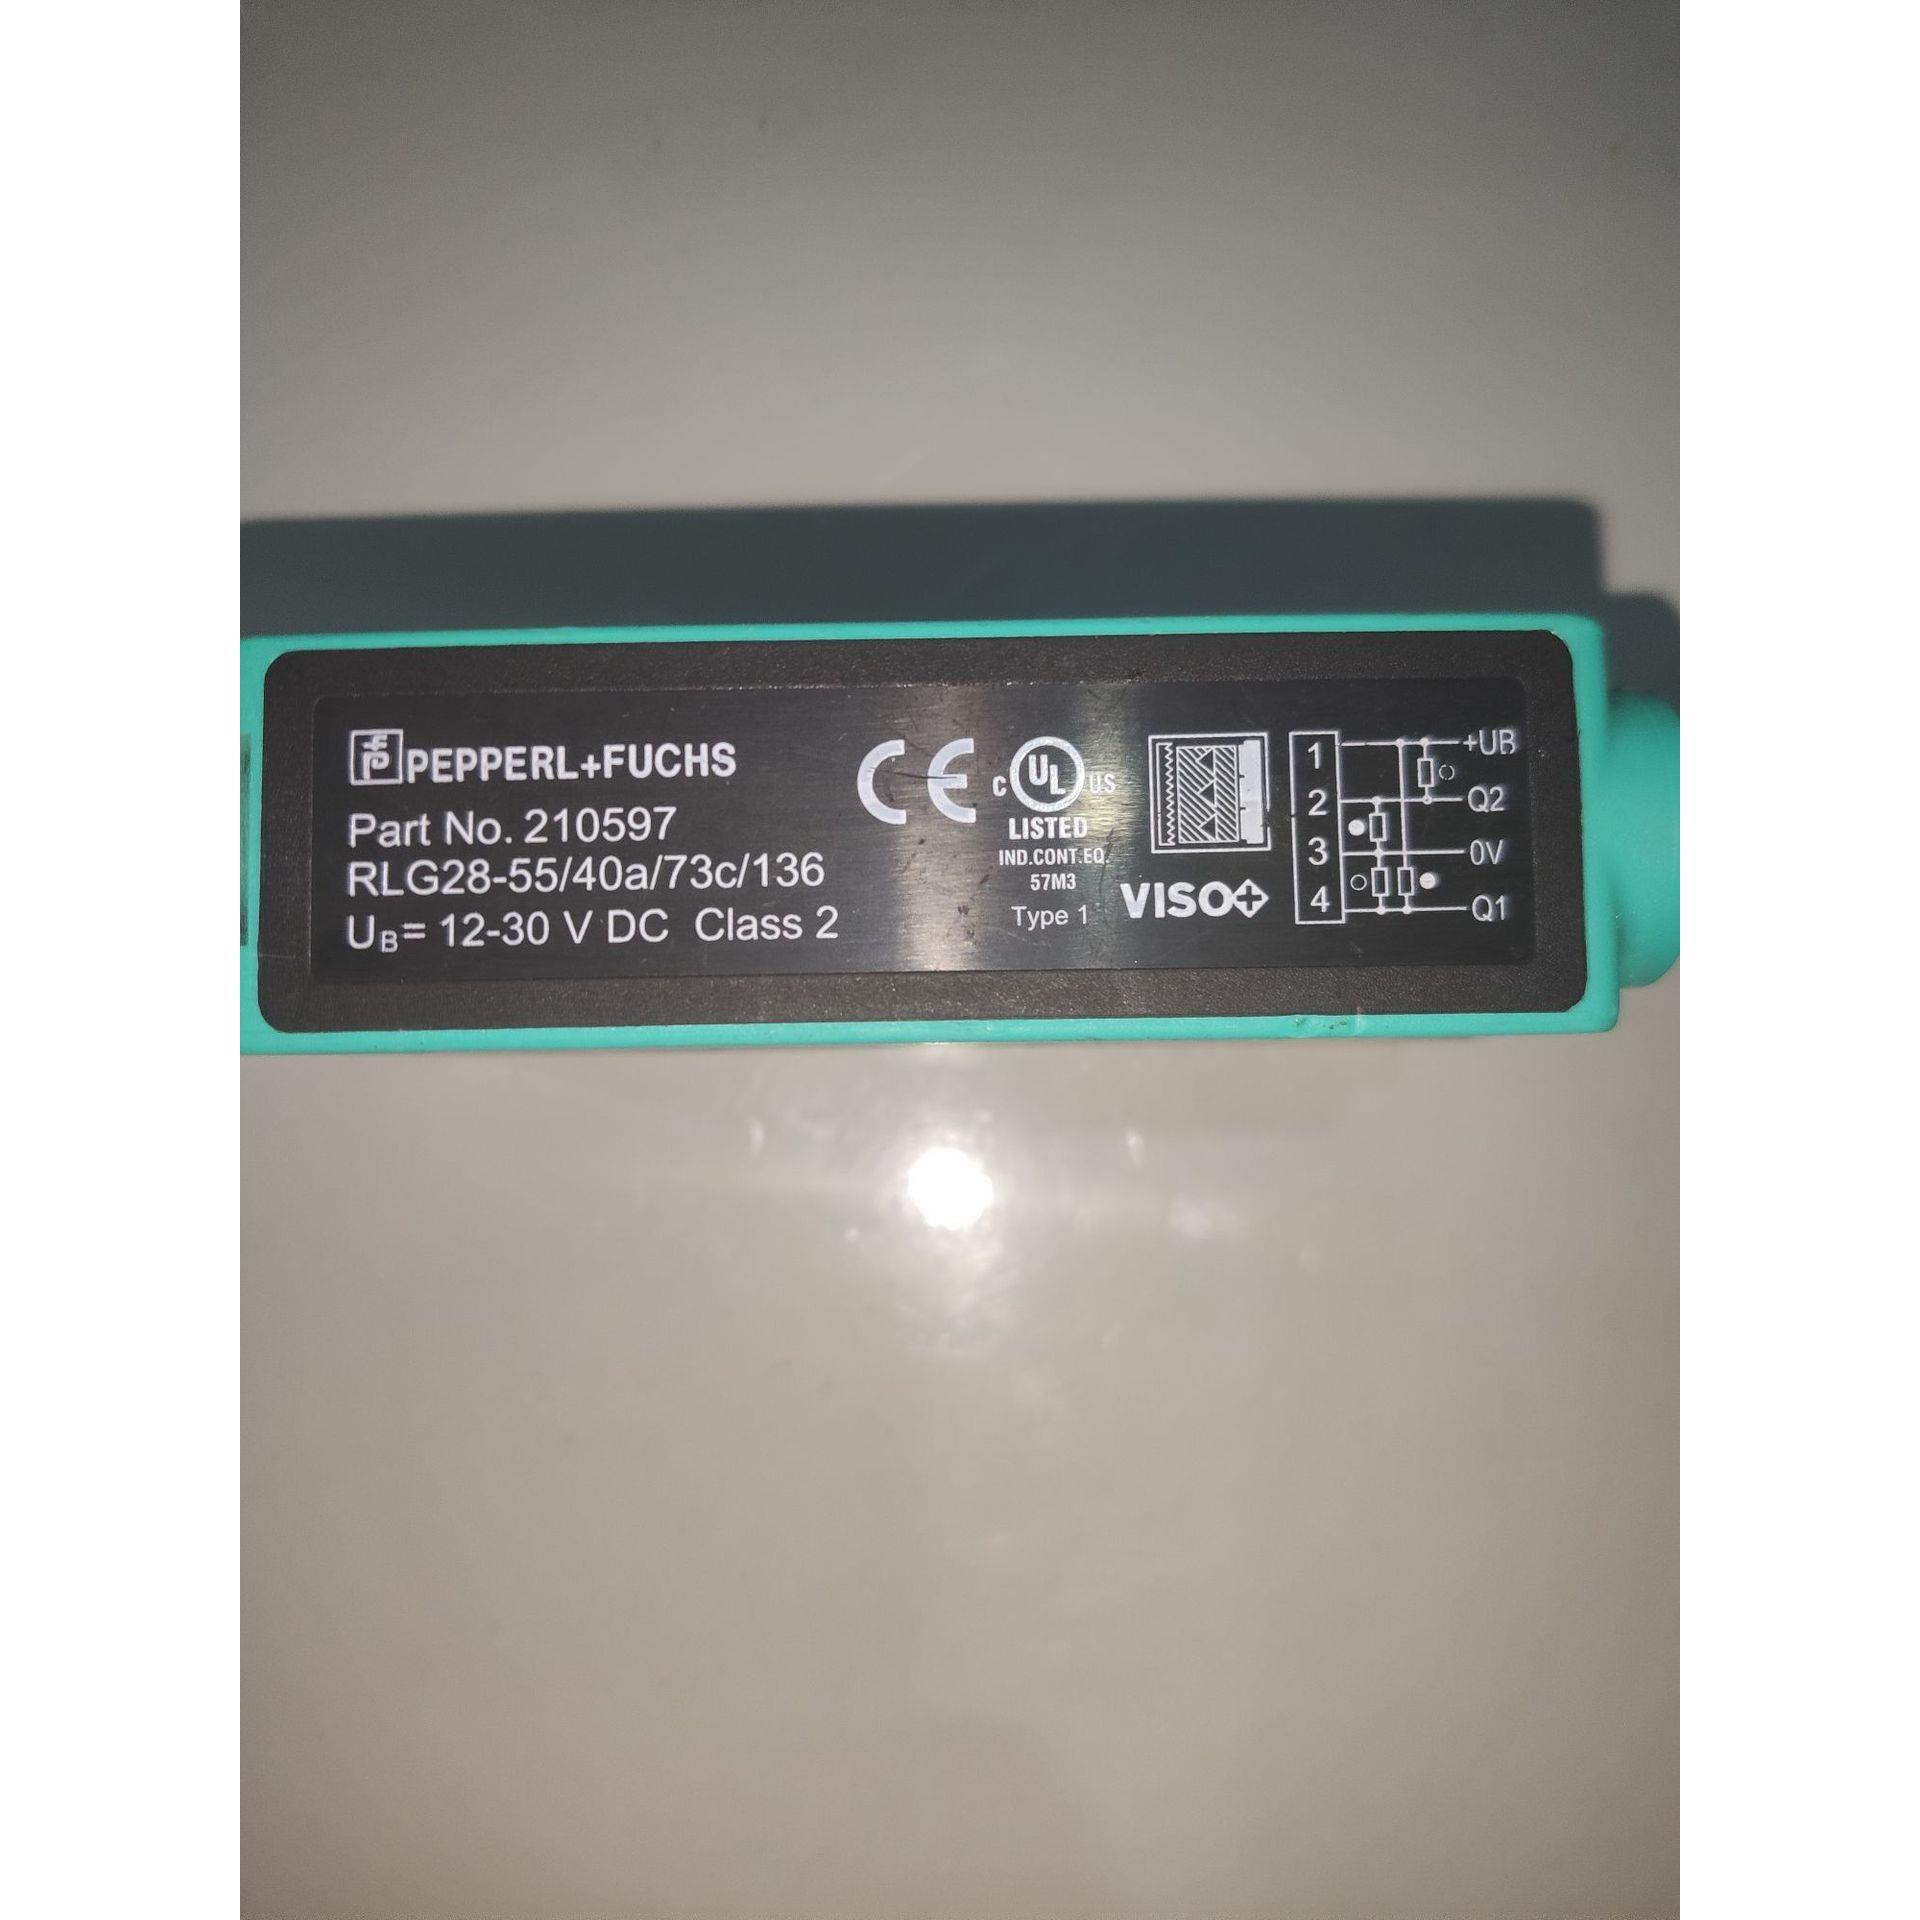 PEPPERL+FUCHS
Part No. 210597
RLG28-55/40a/73c/136
UB= 12-30 V DC Class 2
CE
C UL US
LISTED
IND.CONT.EQ.
57M3
Type 1
VISO+
1 +UB
2 Q2
3 0V
4 Q1